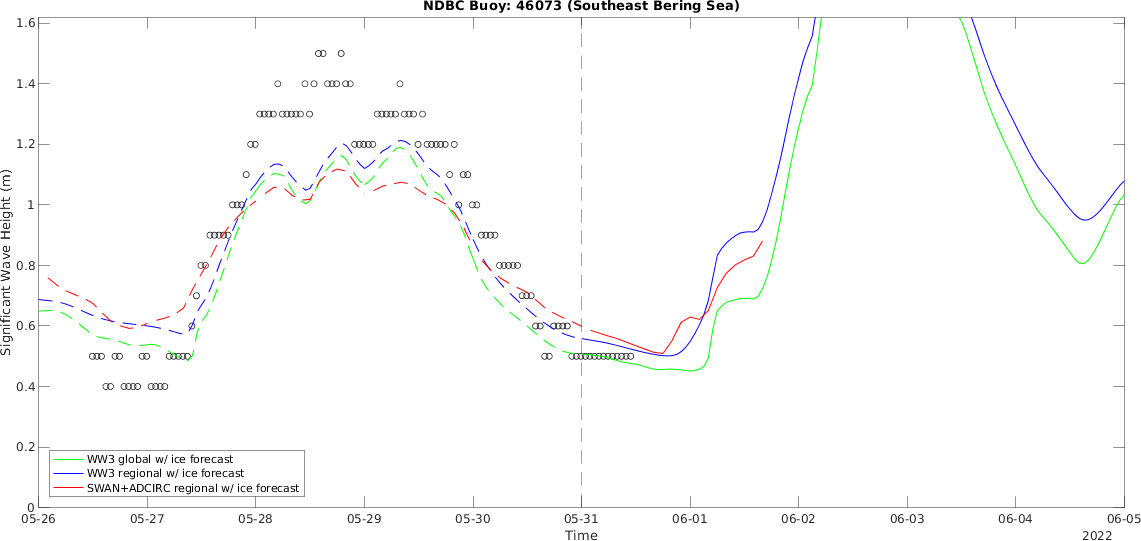 NDBC Buoy: 46073 (Southeast Bering Sea)
Significant Wave Height (m)
1.6
1.4
1.2
1
0.8
0.6
0.4
0.2
0
WW3 global w/ ice forecast
WW3 regional w/ ice forecast
SWAN+ADCIRC regional w/ ice forecast
05-26 05-27 05-28 05-29 05-30 05-31 06-01 06-02 06-03 06-04 06-05
Time
2022